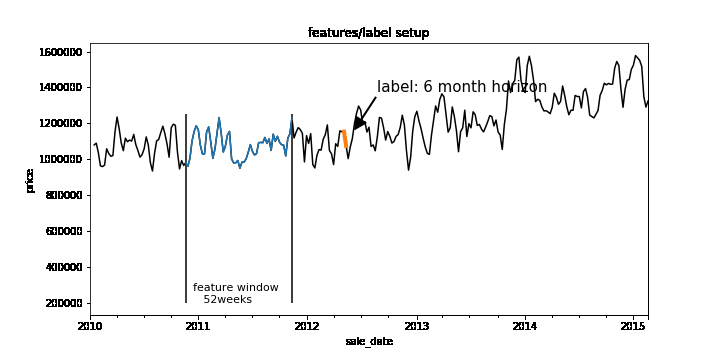 features/label setup
1600000
1400000
1200000
1000000
800000
600000
400000
200000
price
label: 6 month horizon
feature window
52weeks
2010
2011
2012
2013
2014
2015
sale_date